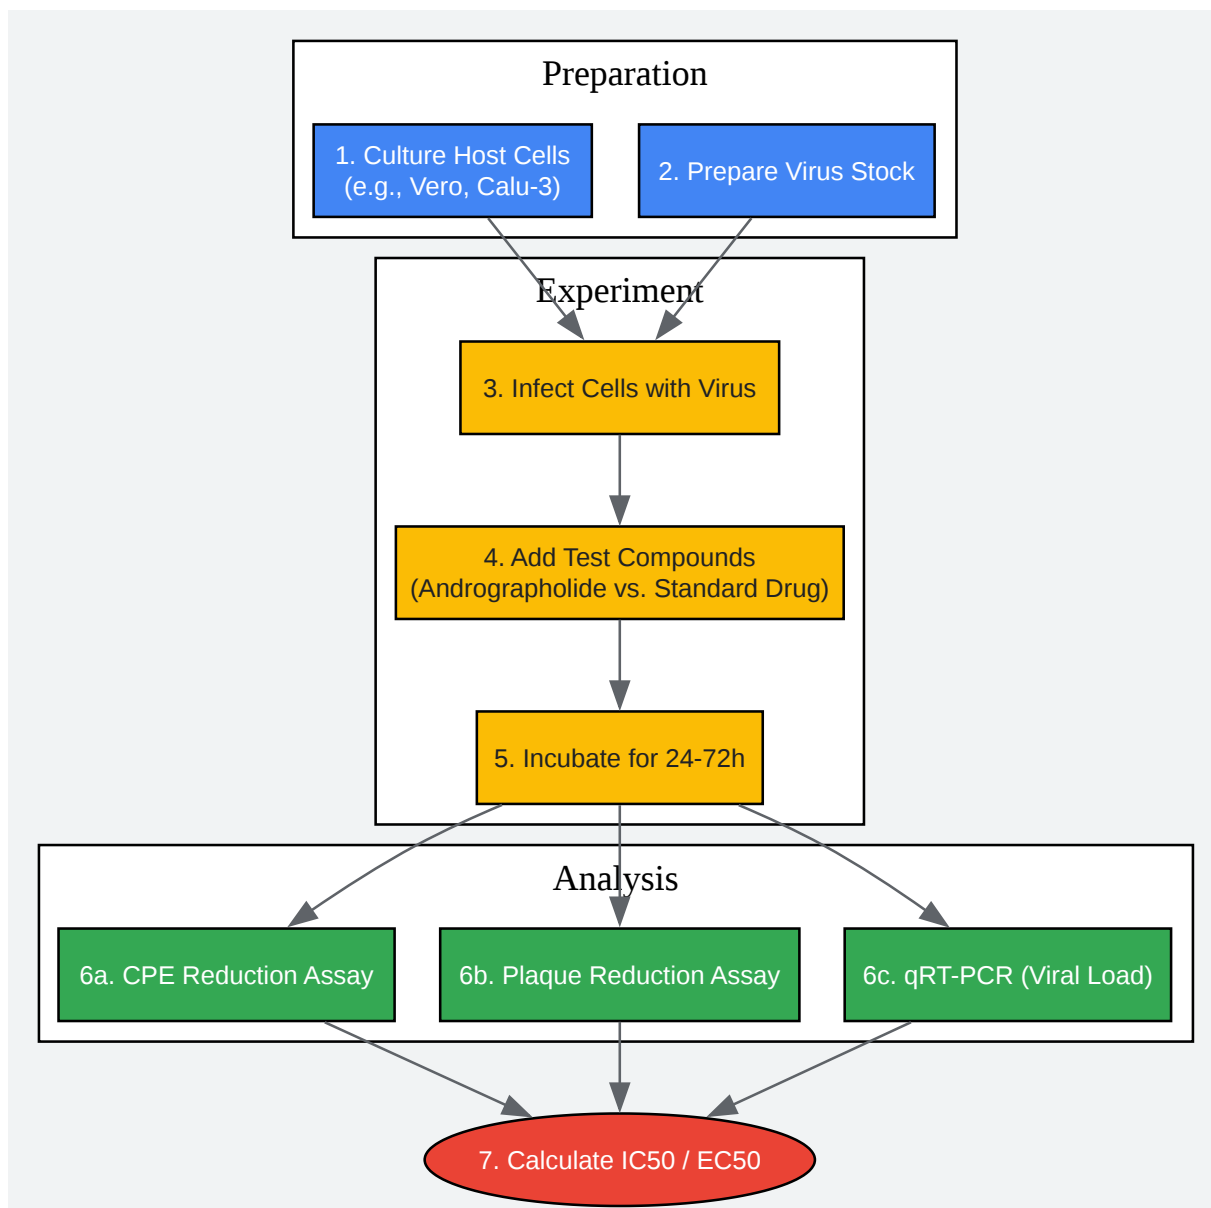 Preparation
1. Culture Host Cells
(e.g., Vero, Calu-3)
2. Prepare Virus Stock
Experiment
3. Infect Cells with Virus
4. Add Test Compounds
(Andrographolide vs. Standard Drug)
5. Incubate for 24-72h
Analysis
6a. CPE Reduction Assay
6b. Plaque Reduction Assay
6c. qRT-PCR (Viral Load)
7. Calculate IC50 / EC50